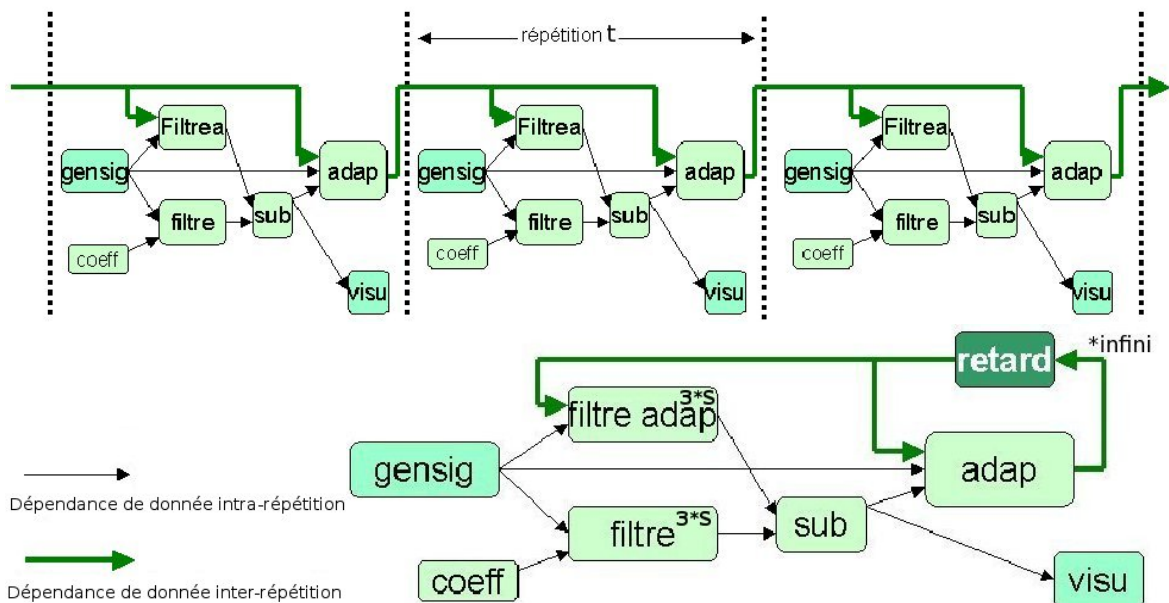 répétition t
Filtrea
gensig
adap
filtre
sub
coeff
visu
Filtrea
gensig
adap
filtre
sub
coeff
visu
Filtrea
gensig
adap
filtre
sub
coeff
visu
retard
*infini
filtre adap 3*S
gensig
adap
filtre 3*S
sub
coeff
visu
Dépendance de donnée intra-répétition
Dépendance de donnée inter-répétition